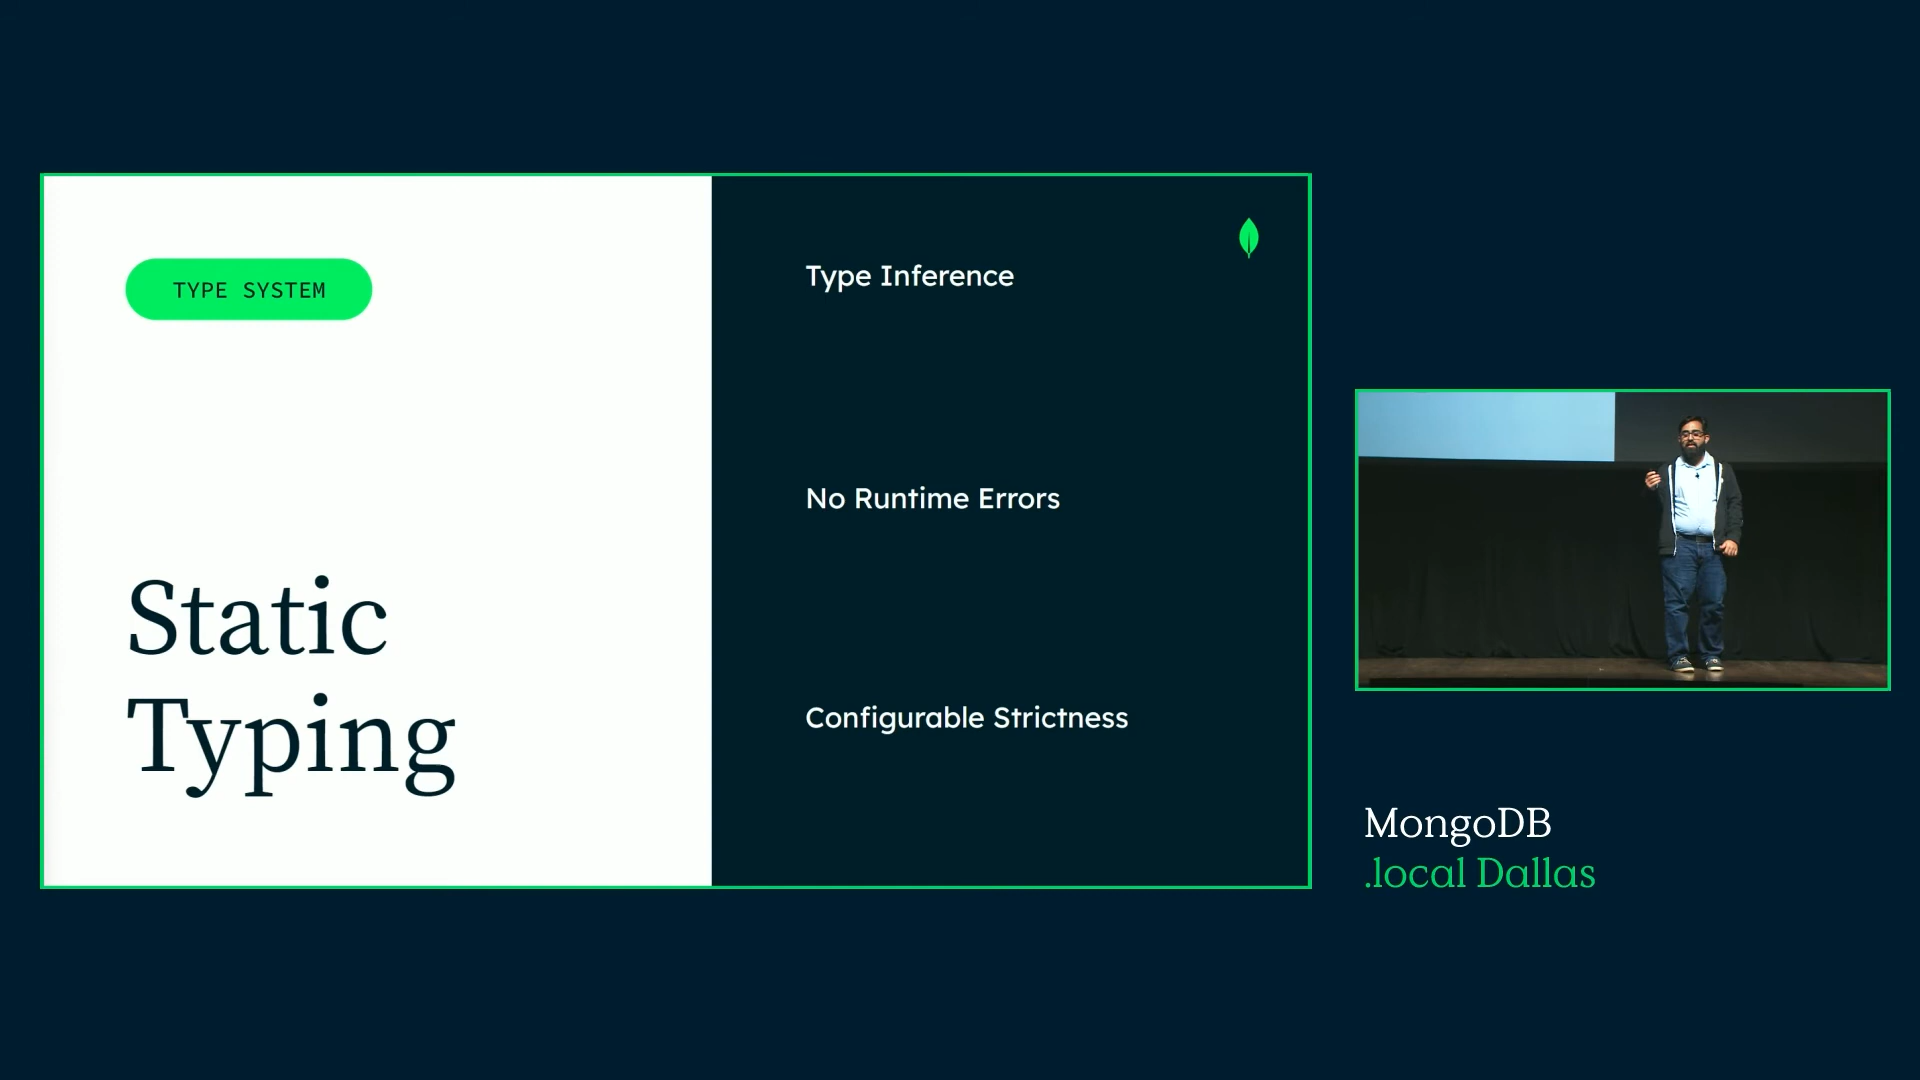 TYPE SYSTEM
Static
Typing
Type Inference
No Runtime Errors
Configurable Strictness
MongoDB
.local Dallas